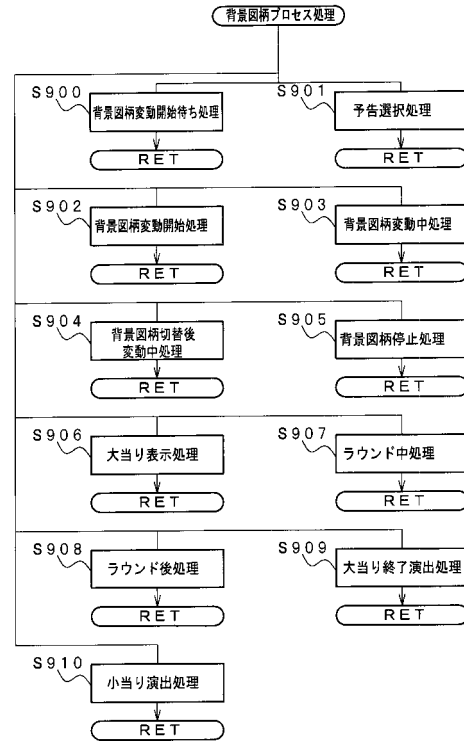 背景図柄プロセス処理
S900
背景図柄変動開始待ち処理
RET
S901
予告選択処理
RET
S902
背景図柄変動開始処理
RET
S903
背景図柄変動中処理
RET
S904
背景図柄切替後
変動中処理
RET
S905
背景図柄停止処理
RET
S906
大当り表示処理
RET
S907
ラウンド中処理
RET
S908
ラウンド後処理
RET
S909
大当り終了演出処理
RET
S910
小当り演出処理
RET